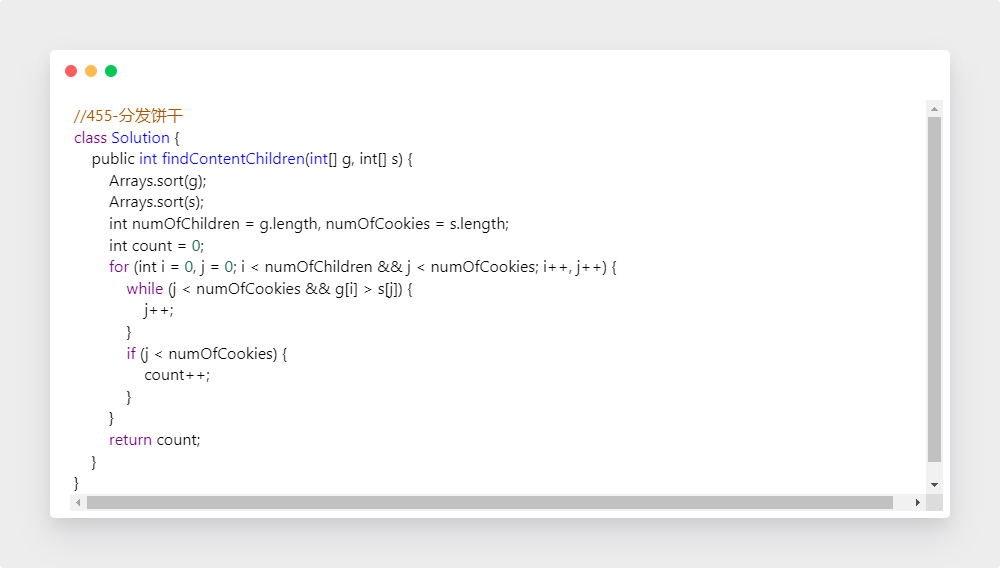 //455-分发饼干
class Solution {
    public int findContentChildren(int[] g, int[] s) {
        Arrays.sort(g);
        Arrays.sort(s);
        int numOfChildren = g.length, numOfCookies = s.length;
        int count = 0;
        for (int i = 0, j = 0; i < numOfChildren && j < numOfCookies; i++, j++) {
            while (j < numOfCookies && g[i] > s[j]) {
                j++;
            }
            if (j < numOfCookies) {
                count++;
            }
        }
        return count;
    }
}